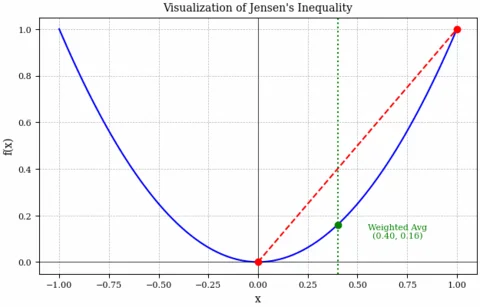 Visualization of Jensen's Inequality
1.0
0.8
0.6
0.4
0.2
0.0
f(x)
Weighted Avg
(0.40, 0.16)
−1.00 −0.75 −0.50 −0.25 0.00 0.25 0.50 0.75 1.00
x